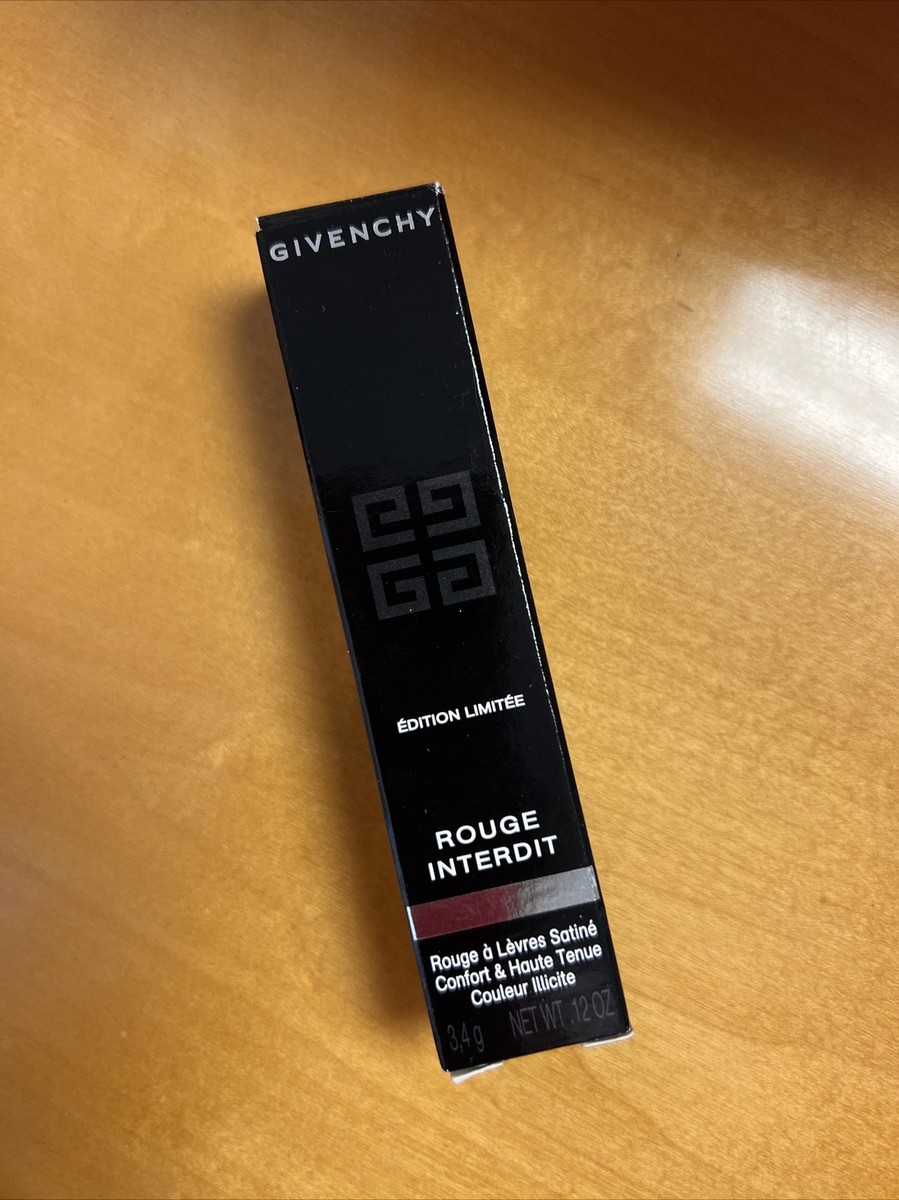 GIVENCHY
ÉDITION LIMITÉE
ROUGE
INTERDIT
Rouge à Lèvres Satiné
Confort & Haute Tenue
Couleur Illicite
3,4 g NET WT .12 OZ